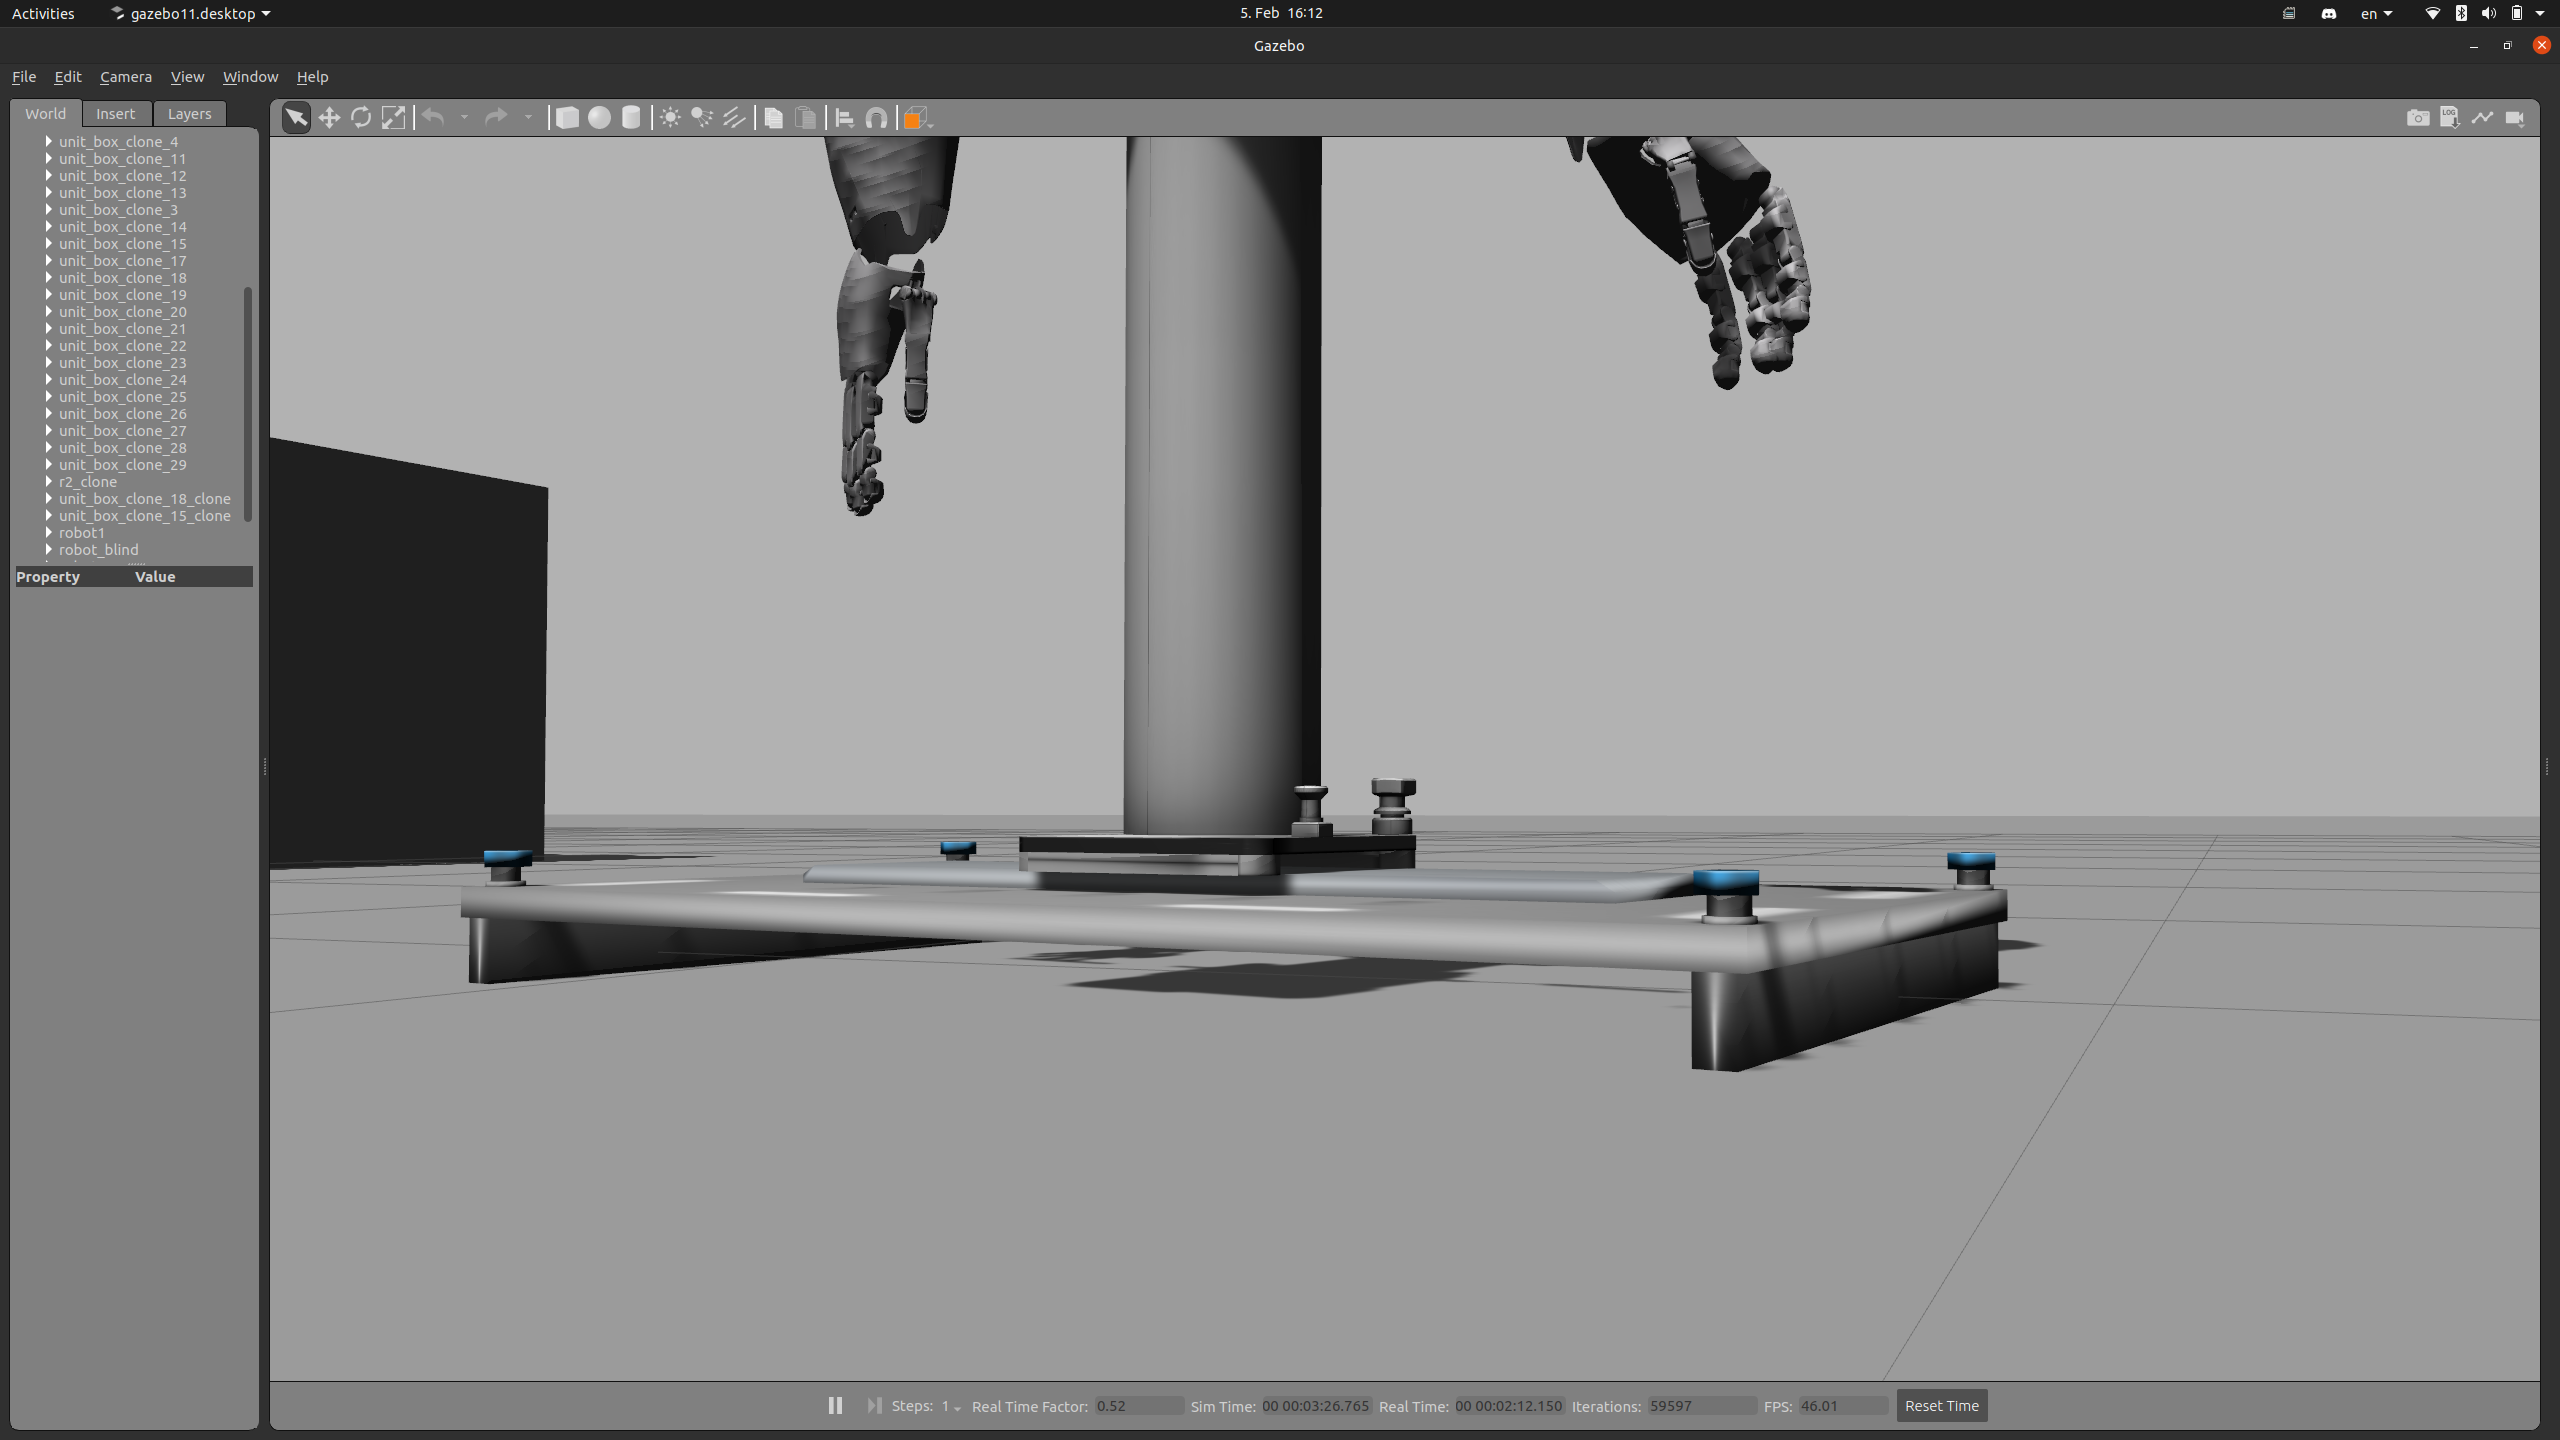 Activities gazebo11.desktop 5. Feb 16:12 en
Gazebo
File Edit Camera View Window Help
World Insert Layers
LOG
unit_box_clone_4
unit_box_clone_11
unit_box_clone_12
unit_box_clone_13
unit_box_clone_3
unit_box_clone_14
unit_box_clone_15
unit_box_clone_17
unit_box_clone_18
unit_box_clone_19
unit_box_clone_20
unit_box_clone_21
unit_box_clone_22
unit_box_clone_23
unit_box_clone_24
unit_box_clone_25
unit_box_clone_26
unit_box_clone_27
unit_box_clone_28
unit_box_clone_29
r2_clone
unit_box_clone_18_clone
unit_box_clone_15_clone
robot1
robot_blind
Property Value
Steps: 1 Real Time Factor: 0.52 Sim Time: 00 00:03:26.765 Real Time: 00 00:02:12.150 Iterations: 59597 FPS: 46.01 Reset Time